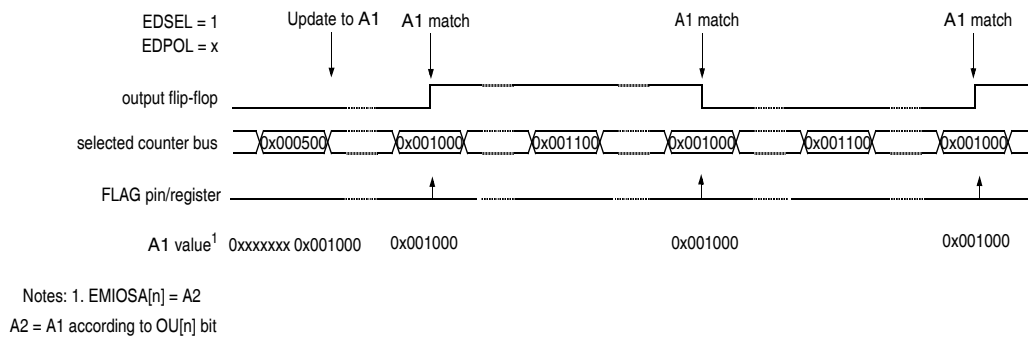 EDSEL = 1
EDPOL = x
Update to A1
A1 match
A1 match
A1 match
output flip-flop
selected counter bus
0x000500
0x001000
0x001100
0x001000
0x001100
0x001000
FLAG pin/register
A1 value1 0xxxxxxx 0x001000 0x001000 0x001000 0x001000
Notes: 1. EMIOSA[n] = A2
A2 = A1 according to OU[n] bit